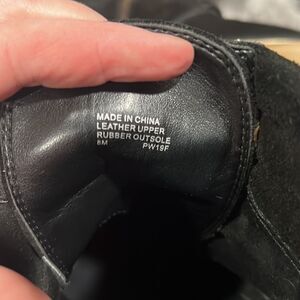 MADE IN CHINA
LEATHER UPPER
RUBBER OUTSOLE
8M PW19F